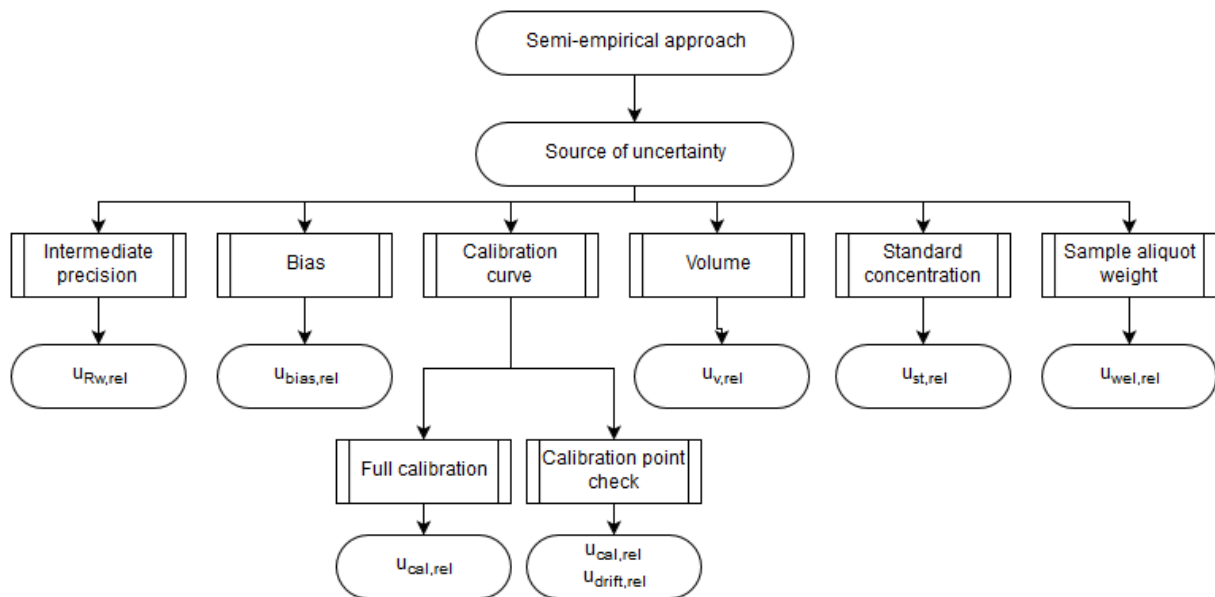 Semi-empirical approach
Source of uncertainty
Intermediate
precision
Bias
Calibration
curve
Volume
Standard
concentration
Sample aliquot
weight
uRw,rel
ubias,rel
uv,rel
ust,rel
uwel,rel
Full calibration
Calibration point
check
ucal,rel
ucal,rel
udrift,rel